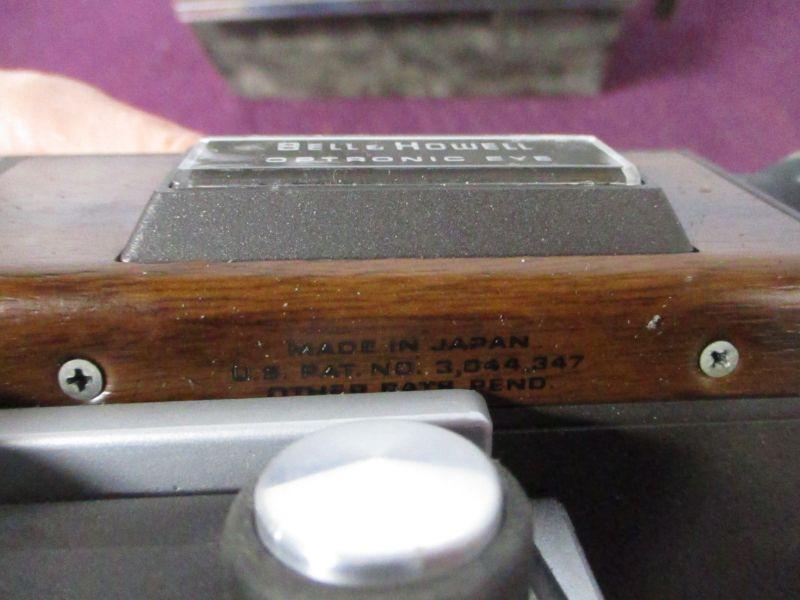 BELL & HOWELL
OPTRONIC EYE
MADE IN JAPAN
U.S. PAT. NO. 3,044,347
OTHER PATS PEND.